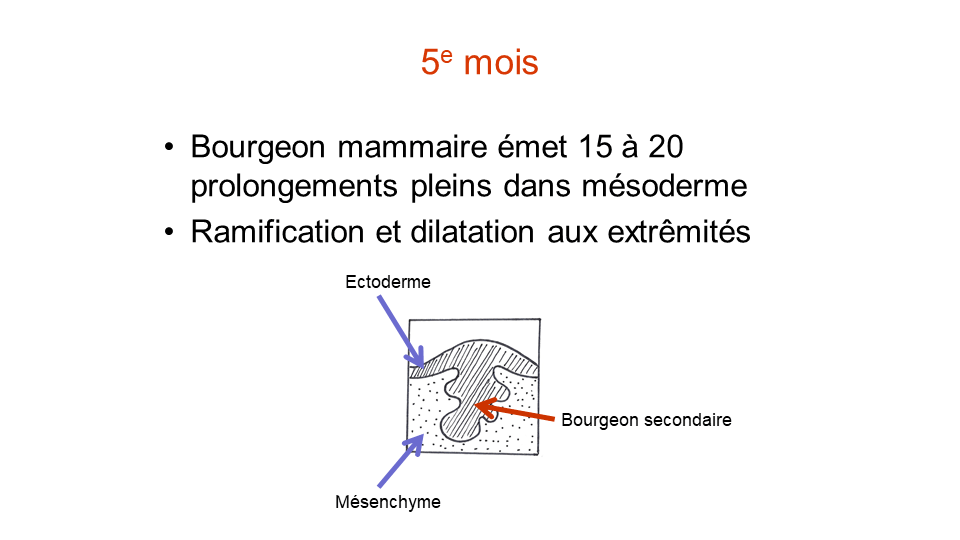 5e mois
• Bourgeon mammaire émet 15 à 20
prolongements pleins dans mésoderme
• Ramification et dilatation aux extrêmités
Ectoderme
Bourgeon secondaire
Mésenchyme